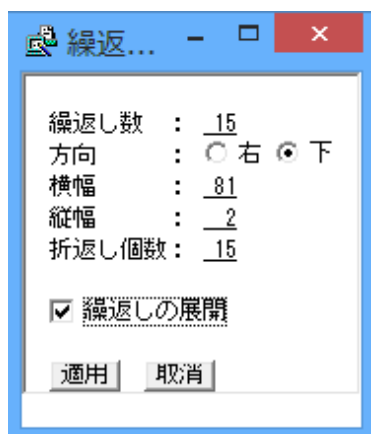 繰返...
繰返し数 : 15
方向 : 右 下
横幅 : 81
縦幅 : 2
折返し個数 : 15
繰返しの展開
適用 取消